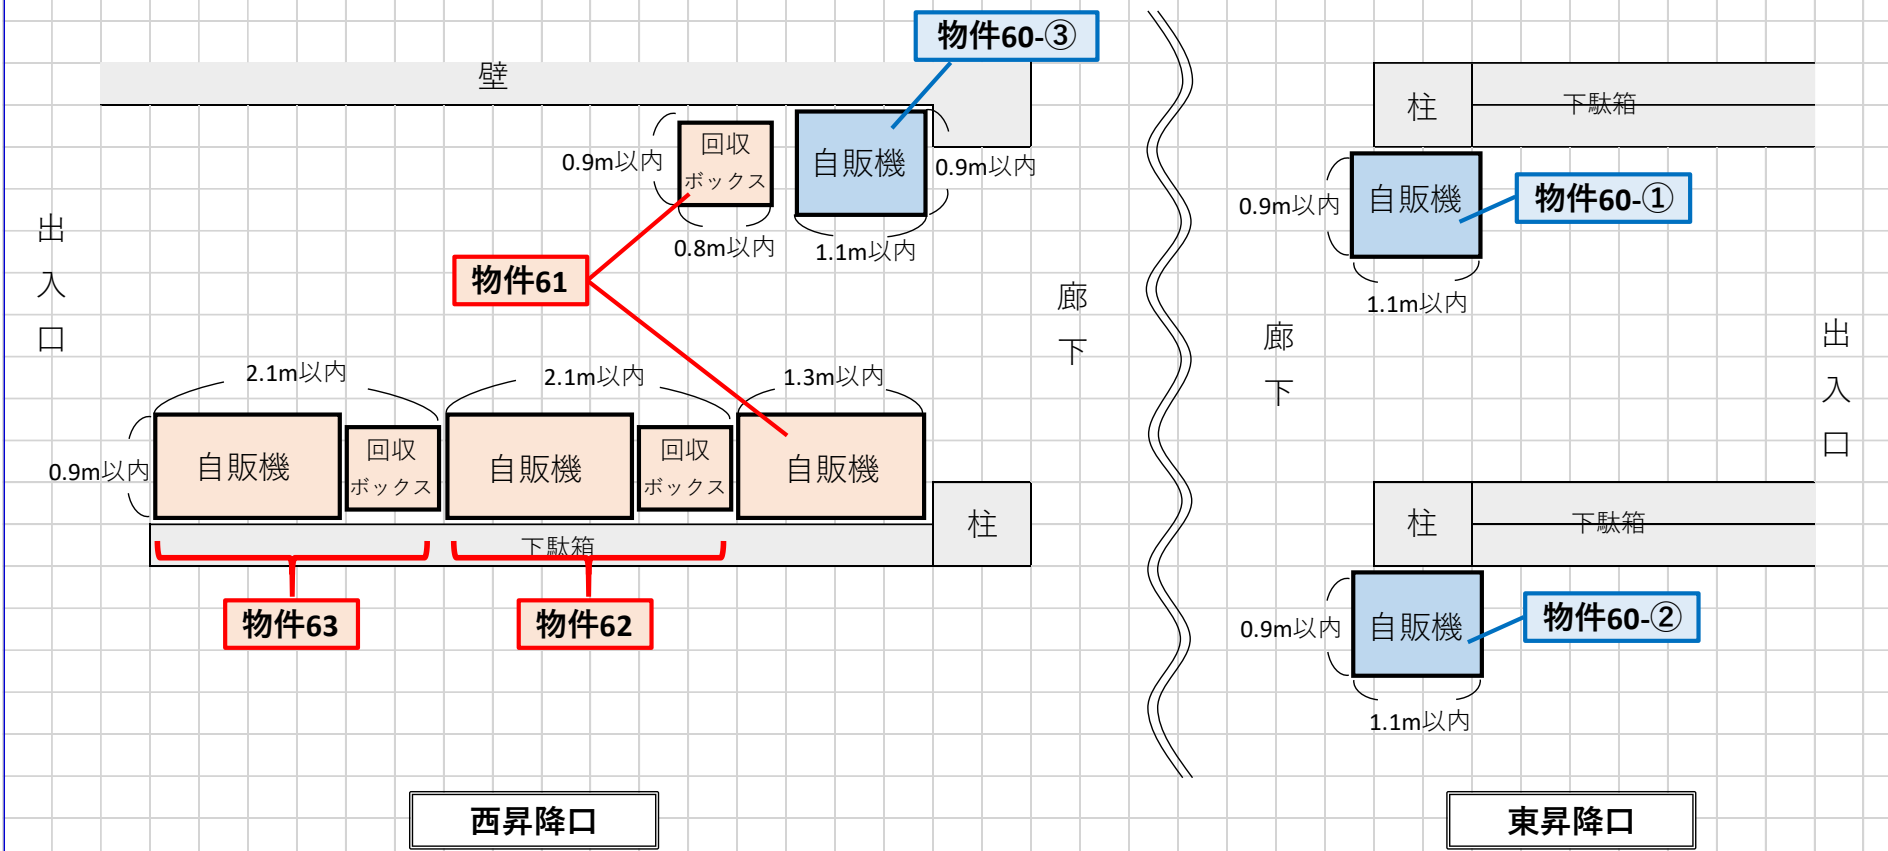 物件60-③
壁
回収
ボックス
自販機
0.9m以内
0.9m以内
0.8m以内
1.1m以内
物件61
出入口
廊下
2.1m以内
2.1m以内
1.3m以内
0.9m以内
自販機
回収
ボックス
自販機
回収
ボックス
自販機
下駄箱
柱
物件63
物件62
西昇降口
柱
下駄箱
自販機
物件60-①
0.9m以内
1.1m以内
廊下
出入口
柱
下駄箱
自販機
物件60-②
0.9m以内
1.1m以内
東昇降口